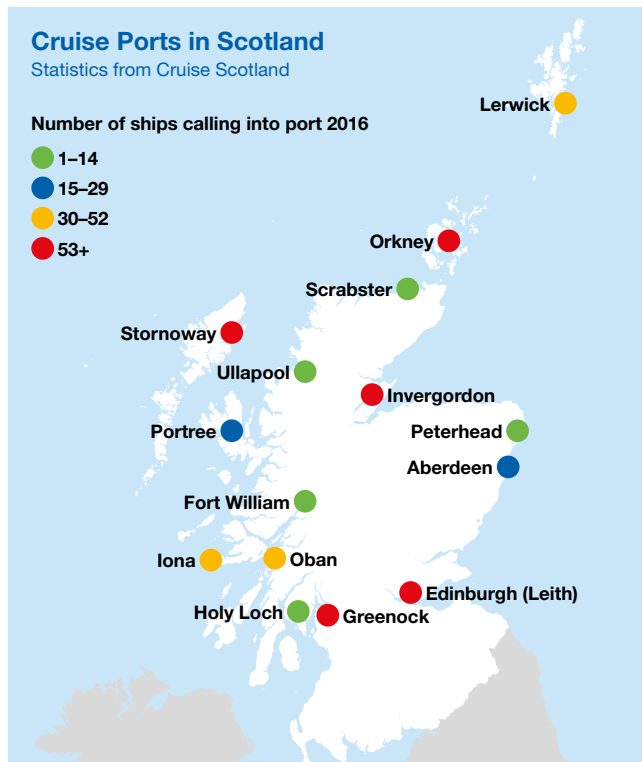 Cruise Ports in Scotland
Statistics from Cruise Scotland
Number of ships calling into port 2016
1–14
15–29
30–52
53+
Lerwick
Orkney
Scrabster
Stornoway
Ullapool
Invergordon
Portree
Peterhead
Aberdeen
Fort William
Iona
Oban
Edinburgh (Leith)
Holy Loch
Greenock